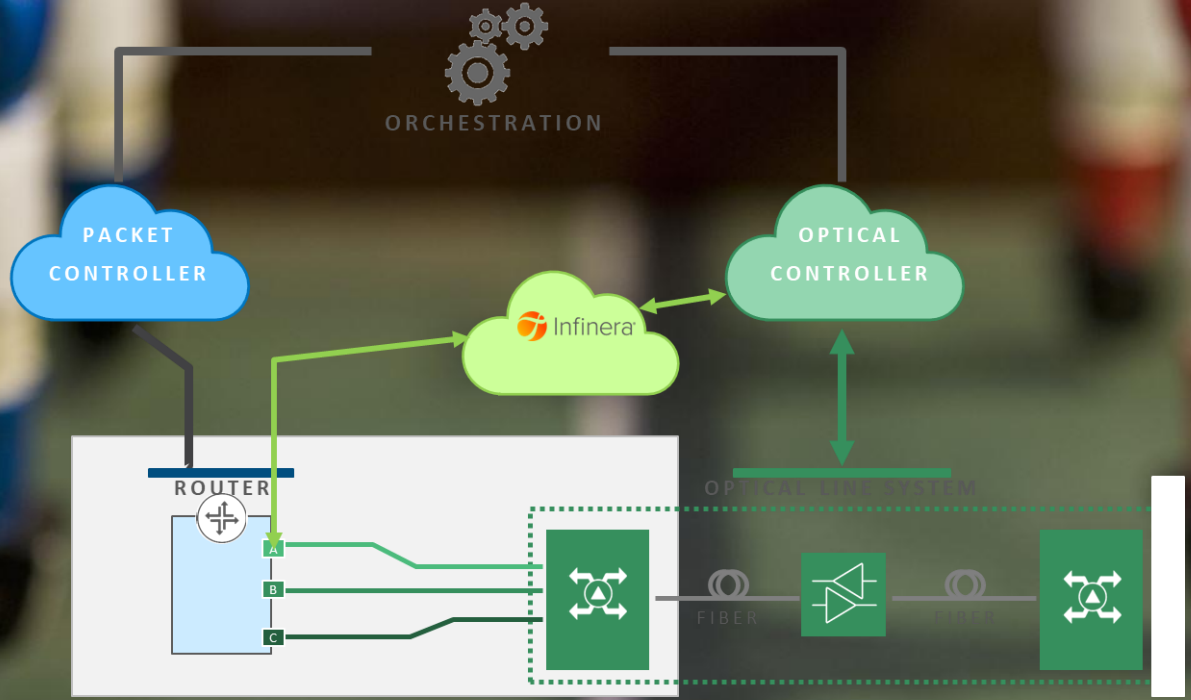 ORCHESTRATION
PACKET
CONTROLLER
OPTICAL
CONTROLLER
Infinera
ROUTER
OPTICAL LINE SYSTEM
A
B
C
FIBER
FIBER